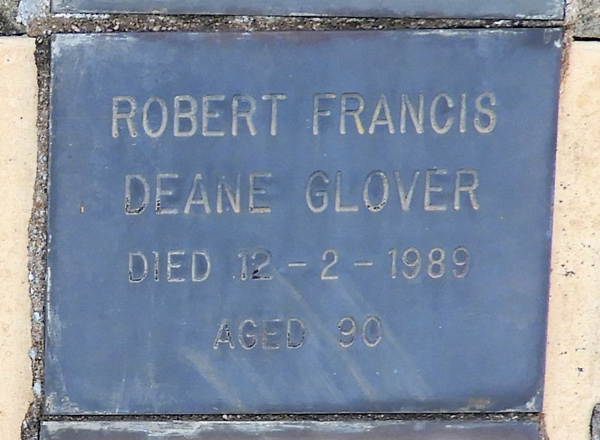 ROBERT FRANCIS
DEANE GLOVER
DIED 12-2-1989
AGED 90